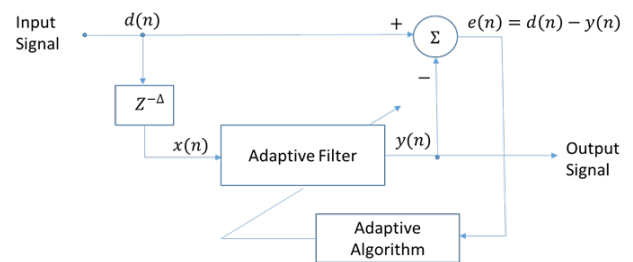 Input
Signal
d(n)
+
Σ
e(n) = d(n) − y(n)
−
Z^{−Δ}
x(n)
Adaptive Filter
y(n)
Output
Signal
Adaptive
Algorithm